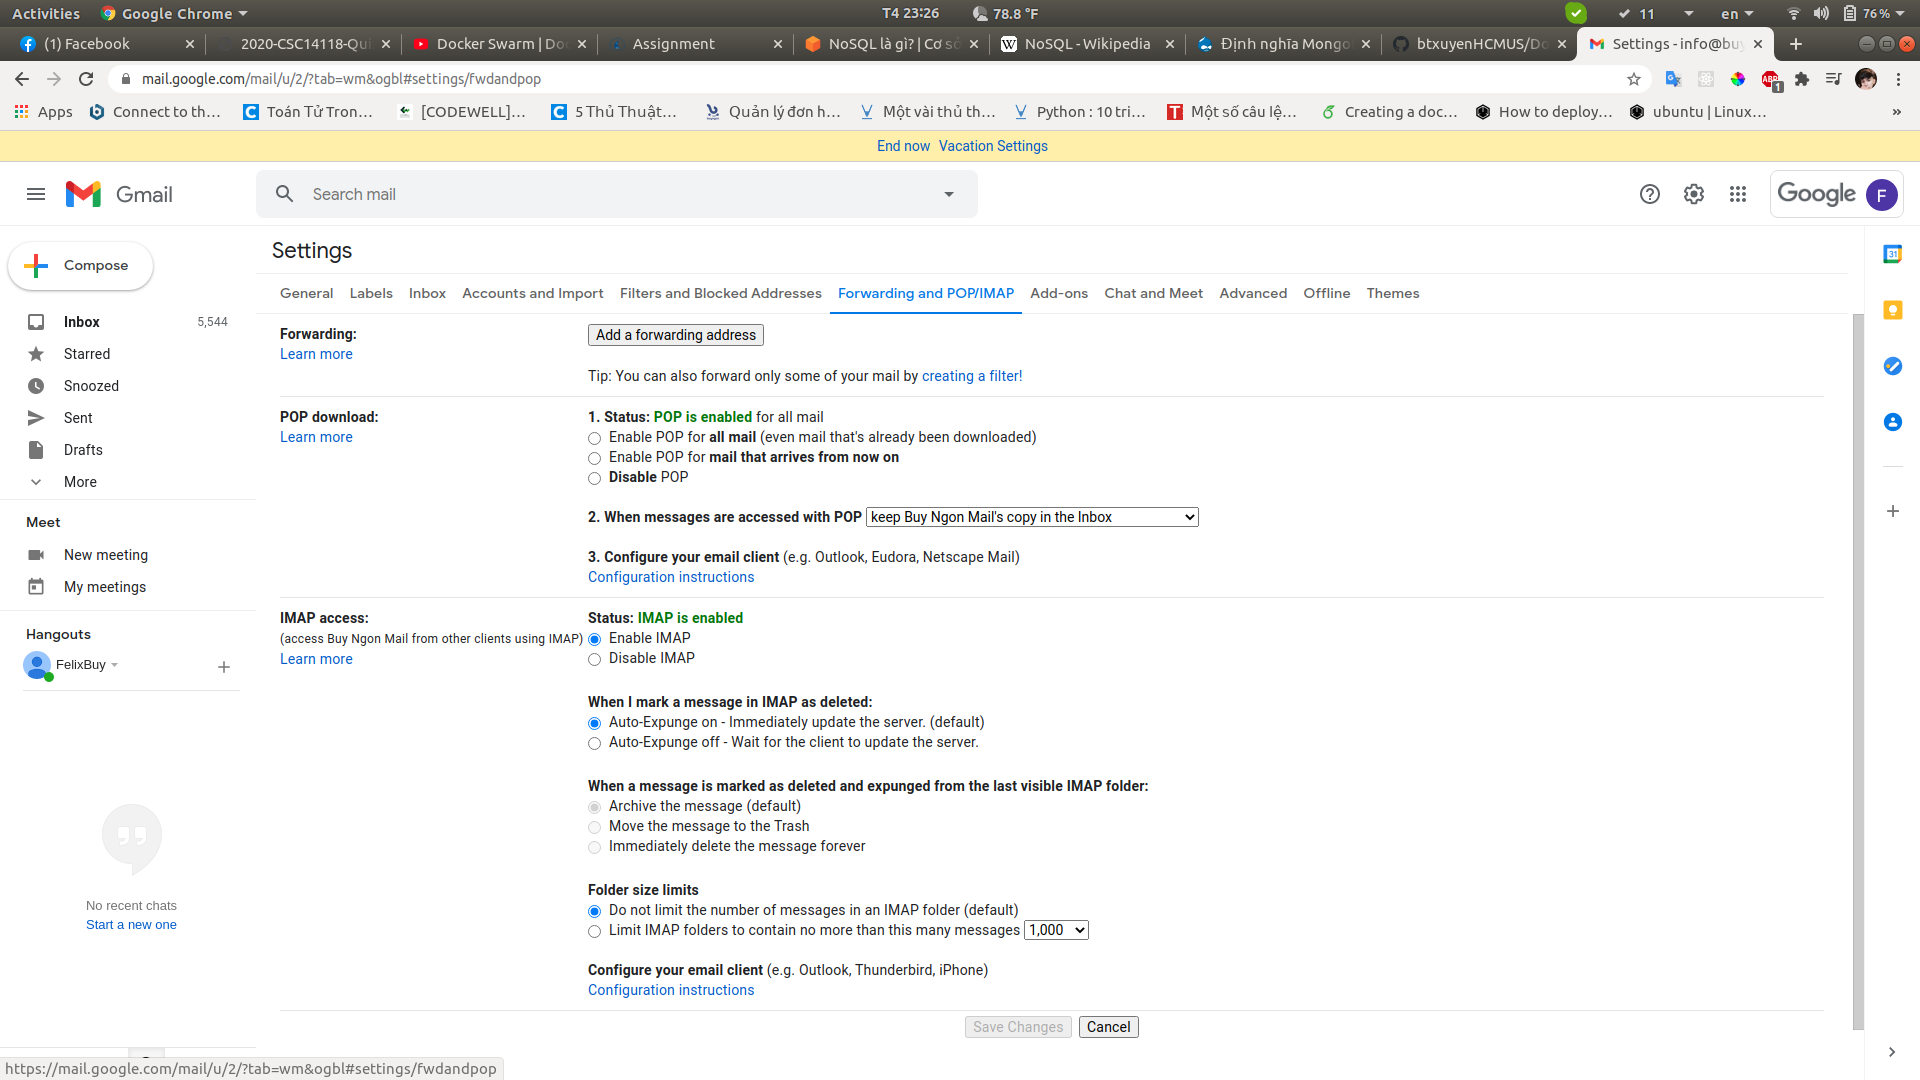 Activities Google Chrome T4 23:26 78.8 °F 11 en 76 %
(1) Facebook 2020-CSC14118-Qu Docker Swarm | Do Assignment NoSQL là gì? | Cơ s NoSQL - Wikipedia Định nghĩa Mongo btxuyenHCMUS/Do Settings - info@buy
mail.google.com/mail/u/2/?tab=wm&ogbl#settings/fwdandpop ABP 1
Apps Connect to th... Toán Tử Tron... [CODEWELL]... 5 Thủ Thuật... Quản lý đơn h... Một vài thủ th... Python : 10 tri... Một số câu lệ... Creating a doc... How to deploy... ubuntu | Linux... »
End now Vacation Settings
Gmail Search mail Google F
Settings
Compose
General Labels Inbox Accounts and Import Filters and Blocked Addresses Forwarding and POP/IMAP Add-ons Chat and Meet Advanced Offline Themes
Inbox 5,544
Starred
Snoozed
Sent
Drafts
More
Meet
New meeting
My meetings
Hangouts
FelixBuy
No recent chats
Start a new one
Forwarding:
Learn more
Add a forwarding address
Tip: You can also forward only some of your mail by creating a filter!
POP download:
Learn more
1. Status: POP is enabled for all mail
Enable POP for all mail (even mail that's already been downloaded)
Enable POP for mail that arrives from now on
Disable POP
2. When messages are accessed with POP keep Buy Ngon Mail's copy in the Inbox
3. Configure your email client (e.g. Outlook, Eudora, Netscape Mail)
Configuration instructions
IMAP access:
(access Buy Ngon Mail from other clients using IMAP)
Learn more
Status: IMAP is enabled
Enable IMAP
Disable IMAP
When I mark a message in IMAP as deleted:
Auto-Expunge on - Immediately update the server. (default)
Auto-Expunge off - Wait for the client to update the server.
When a message is marked as deleted and expunged from the last visible IMAP folder:
Archive the message (default)
Move the message to the Trash
Immediately delete the message forever
Folder size limits
Do not limit the number of messages in an IMAP folder (default)
Limit IMAP folders to contain no more than this many messages 1,000
Configure your email client (e.g. Outlook, Thunderbird, iPhone)
Configuration instructions
Save Changes Cancel
31
https://mail.google.com/mail/u/2/?tab=wm&ogbl#settings/fwdandpop